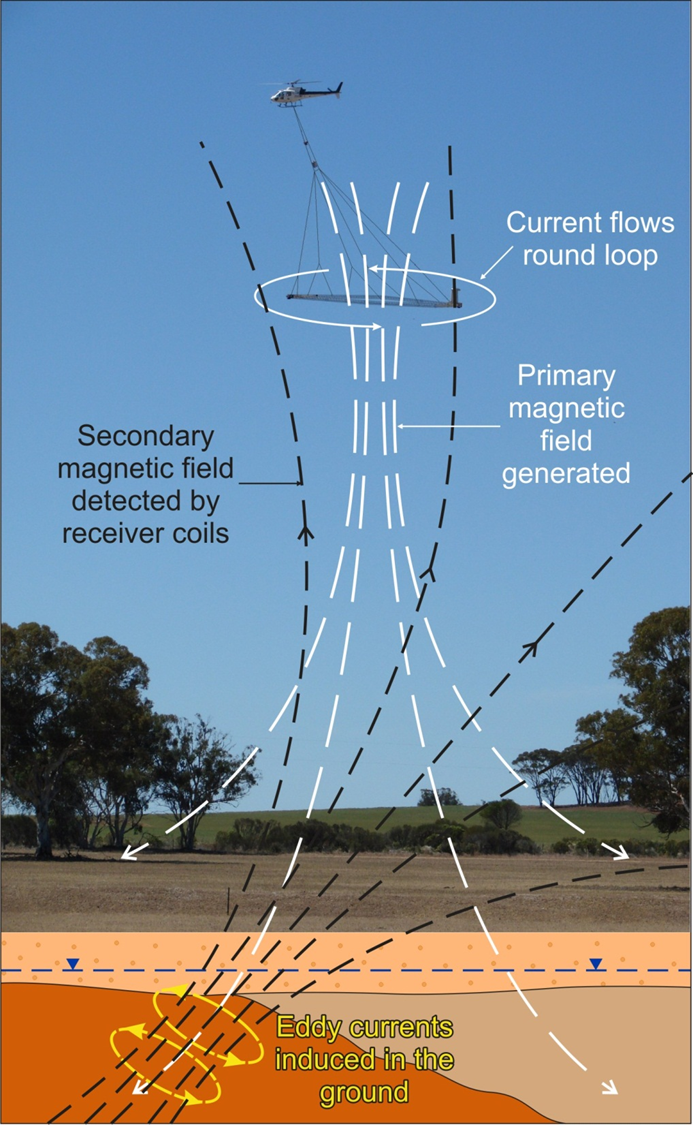 Current flows
round loop
Primary
magnetic
field
generated
Secondary
magnetic field
detected by
receiver coils
Eddy currents
induced in the
ground